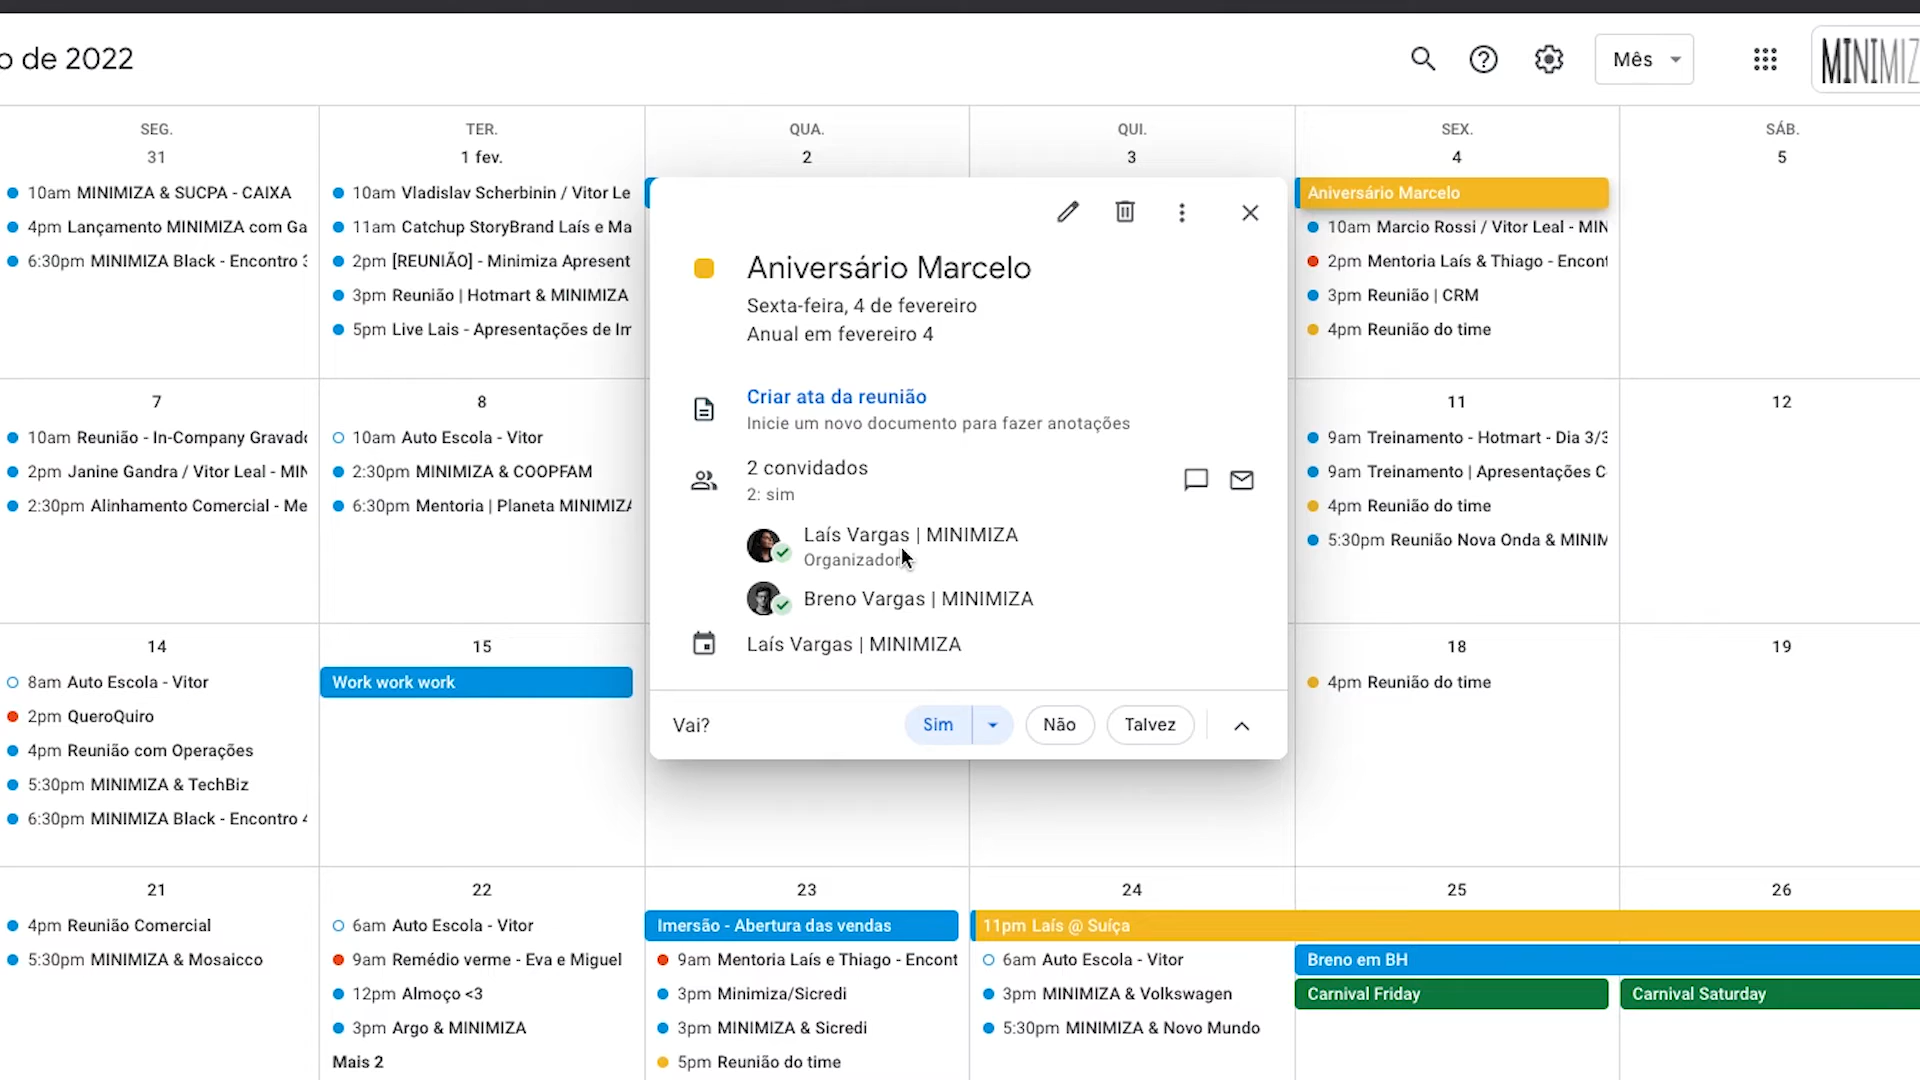 o de 2022
Mês
MINIMIZ
SEG.
TER.
QUA.
QUI.
SEX.
SÁB.
31
1 fev.
2
3
4
5
10am MINIMIZA & SUCPA - CAIXA
4pm Lançamento MINIMIZA com Ga
6:30pm MINIMIZA Black - Encontro 3
10am Vladislav Scherbinin / Vitor Le
11am Catchup StoryBrand Laís e Ma
2pm [REUNIÃO] - Minimiza Apresent
3pm Reunião | Hotmart & MINIMIZA
5pm Live Lais - Apresentações de Im
Aniversário Marcelo
10am Marcio Rossi / Vitor Leal - MIN
2pm Mentoria Laís & Thiago - Encont
3pm Reunião | CRM
4pm Reunião do time
Aniversário Marcelo
Sexta-feira, 4 de fevereiro
Anual em fevereiro 4
Criar ata da reunião
Inicie um novo documento para fazer anotações
2 convidados
2: sim
Laís Vargas | MINIMIZA
Organizador
Breno Vargas | MINIMIZA
Laís Vargas | MINIMIZA
Vai?
Sim
Não
Talvez
7
8
11
12
10am Reunião - In-Company Gravado
2pm Janine Gandra / Vitor Leal - MIN
2:30pm Alinhamento Comercial - Me
10am Auto Escola - Vitor
2:30pm MINIMIZA & COOPFAM
6:30pm Mentoria | Planeta MINIMIZA
9am Treinamento - Hotmart - Dia 3/3
9am Treinamento | Apresentações C
4pm Reunião do time
5:30pm Reunião Nova Onda & MINIM
14
15
18
19
8am Auto Escola - Vitor
2pm QueroQuiro
4pm Reunião com Operações
5:30pm MINIMIZA & TechBiz
6:30pm MINIMIZA Black - Encontro 4
Work work work
4pm Reunião do time
21
22
23
24
25
26
4pm Reunião Comercial
5:30pm MINIMIZA & Mosaicco
6am Auto Escola - Vitor
9am Remédio verme - Eva e Miguel
12pm Almoço <3
3pm Argo & MINIMIZA
Mais 2
Imersão - Abertura das vendas
9am Mentoria Laís e Thiago - Encont
3pm Minimiza/Sicredi
3pm MINIMIZA & Sicredi
5pm Reunião do time
11pm Laís @ Suíça
6am Auto Escola - Vitor
3pm MINIMIZA & Volkswagen
5:30pm MINIMIZA & Novo Mundo
Breno em BH
Carnival Friday
Carnival Saturday